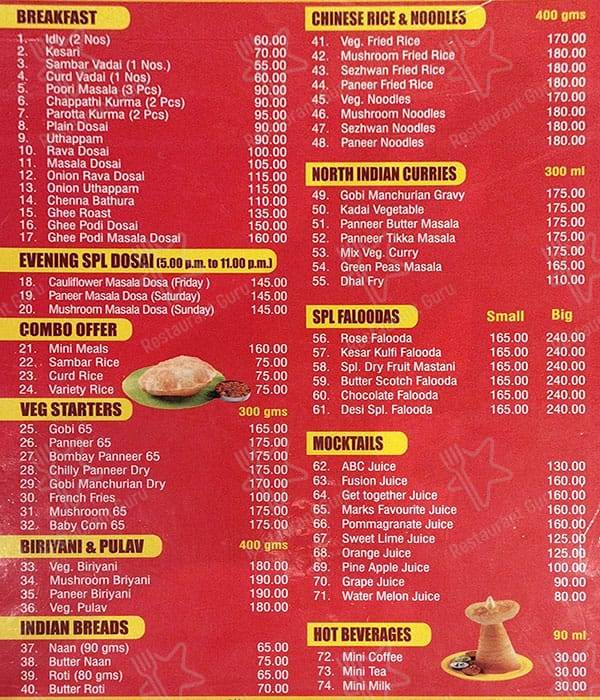 BREAKFAST
1. Idly (2 Nos) 60.00
2. Kesari 70.00
3. Sambar Vadai (1 Nos.) 55.00
4. Curd Vadai (1 Nos) 60.00
5. Poori Masala (3 Pcs) 90.00
6. Chappathi Kurma (2 Pcs) 90.00
7. Parotta Kurma (2 Pcs) 95.00
8. Plain Dosai 90.00
9. Uthappam 90.00
10. Rava Dosai 100.00
11. Masala Dosai 105.00
12. Onion Rava Dosai 115.00
13. Onion Uthappam 115.00
14. Chenna Bathura 110.00
15. Ghee Roast 135.00
16. Ghee Podi Dosai 150.00
17. Ghee Podi Masala Dosai 160.00
EVENING SPL DOSAI (5.00 p.m. to 11.00 p.m.)
18. Cauliflower Masala Dosa (Friday ) 145.00
19. Paneer Masala Dosa (Saturday) 145.00
20. Mushroom Masala Dosa (Sunday) 145.00
COMBO OFFER
21. Mini Meals 160.00
22. Sambar Rice 75.00
23. Curd Rice 75.00
24. Variety Rice 75.00
VEG STARTERS 300 gms
25. Gobi 65 165.00
26. Panneer 65 175.00
27. Bombay Panneer 65 175.00
28. Chilly Panneer Dry 175.00
29. Gobi Manchurian Dry 170.00
30. French Fries 100.00
31. Mushroom 65 175.00
32. Baby Corn 65 175.00
BIRIYANI & PULAV 400 gms
33. Veg. Biriyani 180.00
34. Mushroom Briyani 190.00
35. Paneer Biriyani 190.00
36. Veg. Pulav 180.00
INDIAN BREADS
37. Naan (90 gms) 65.00
38. Butter Naan 75.00
39. Roti (80 gms) 65.00
40. Butter Roti 70.00
CHINESE RICE & NOODLES 400 gms
41. Veg. Fried Rice 170.00
42. Mushroom Fried Rice 180.00
43. Sezhwan Fried Rice 180.00
44. Paneer Fried Rice 180.00
45. Veg. Noodles 170.00
46. Mushroom Noodles 180.00
47. Sezhwan Noodles 180.00
48. Paneer Noodles 180.00
NORTH INDIAN CURRIES 300 ml
49. Gobi Manchurian Gravy 175.00
50. Kadai Vegetable 175.00
51. Panneer Butter Masala 175.00
52. Panneer Tikka Masala 175.00
53. Mix Veg. Curry 175.00
54. Green Peas Masala 165.00
55. Dhal Fry 110.00
SPL FALOODAS Small Big
56. Rose Falooda 165.00 240.00
57. Kesar Kulfi Falooda 165.00 240.00
58. Spl. Dry Fruit Mastani 165.00 240.00
59. Butter Scotch Falooda 165.00 240.00
60. Chocolate Falooda 165.00 240.00
61. Desi Spl. Falooda 165.00 240.00
MOCKTAILS
62. ABC Juice 130.00
63. Fusion Juice 160.00
64. Get together Juice 160.00
65. Marks Favourite Juice 160.00
66. Pommagranate Juice 160.00
67. Sweet Lime Juice 125.00
68. Orange Juice 125.00
69. Pine Apple Juice 100.00
70. Grape Juice 90.00
71. Water Melon Juice 80.00
HOT BEVERAGES 90 ml
72. Mini Coffee 30.00
73. Mini Tea 30.00
74. Mini Milk 30.00
Restaurant Guru